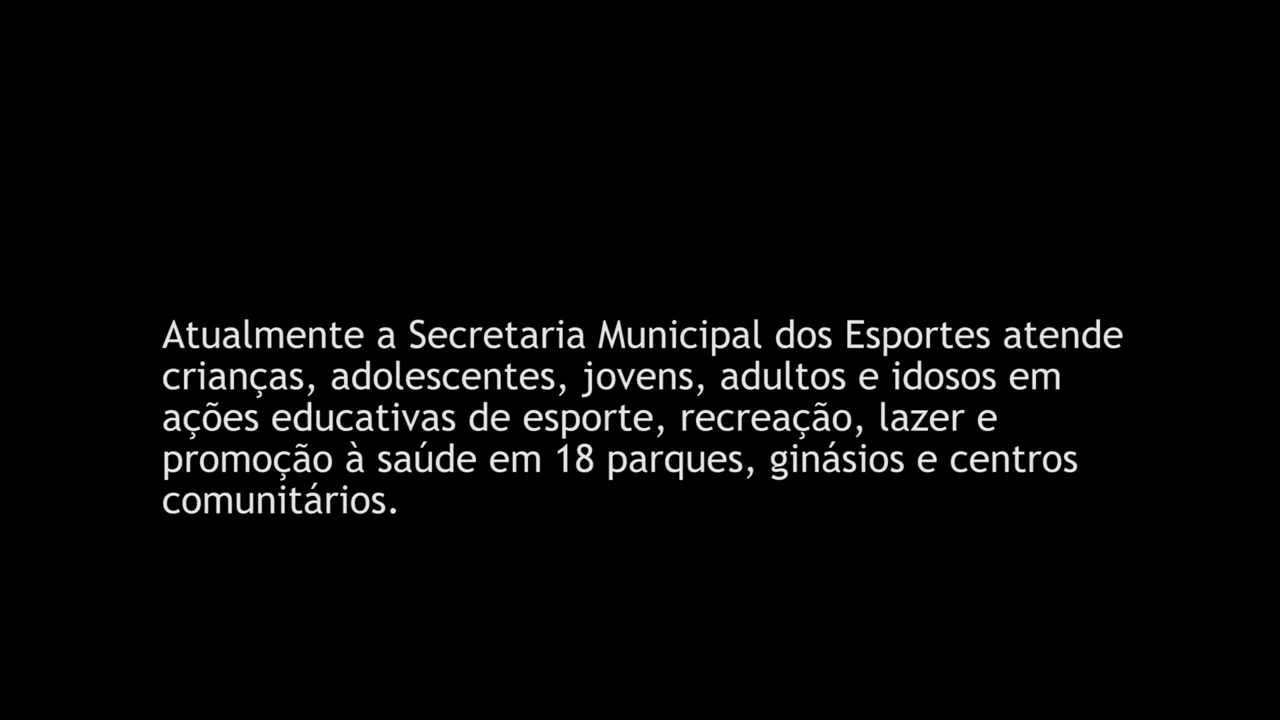 Atualmente a Secretaria Municipal dos Esportes atende
crianças, adolescentes, jovens, adultos e idosos em
ações educativas de esporte, recreação, lazer e
promoção à saúde em 18 parques, ginásios e centros
comunitários.